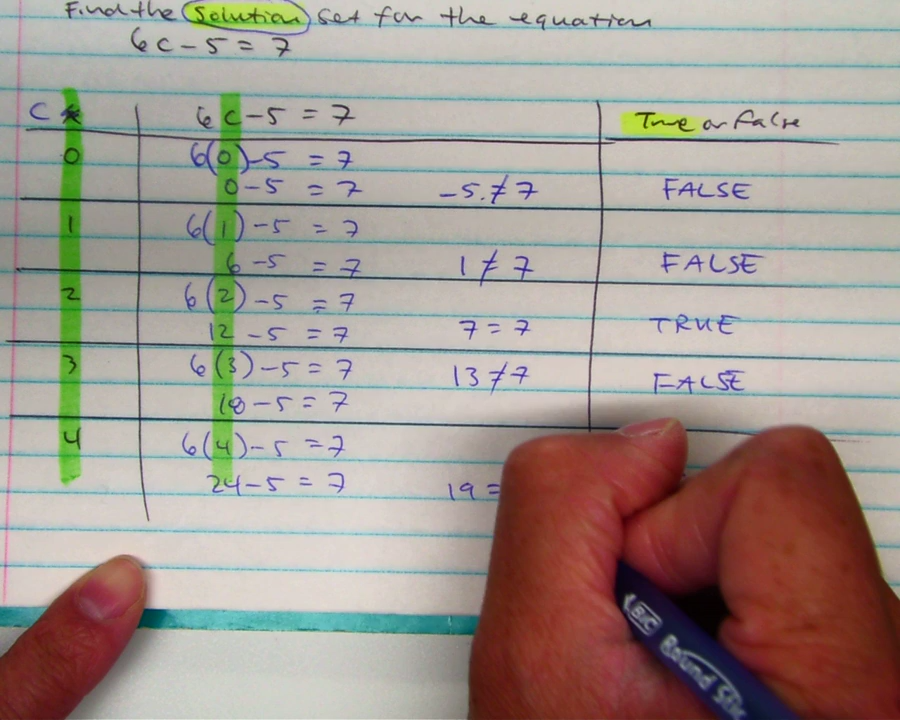 Find the Solution set for the equation
6c - 5 = 7
C 6c - 5 = 7 True or False
0 6(0) - 5 = 7
0 - 5 = 7 -5 ≠ 7 FALSE
1 6(1) - 5 = 7
6 - 5 = 7 1 ≠ 7 FALSE
2 6(2) - 5 = 7
12 - 5 = 7 7 = 7 TRUE
3 6(3) - 5 = 7 13 ≠ 7 FALSE
18 - 5 = 7
4 6(4) - 5 = 7
24 - 5 = 7 19 =
BIC Round Stic